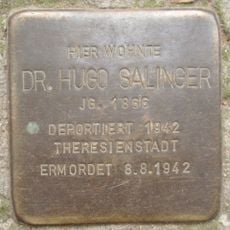 HIER WOHNTE
DR. HUGO SALINGER
JG. 1866
DEPORTIERT 1942
THERESIENSTADT
ERMORDET 8.8.1942